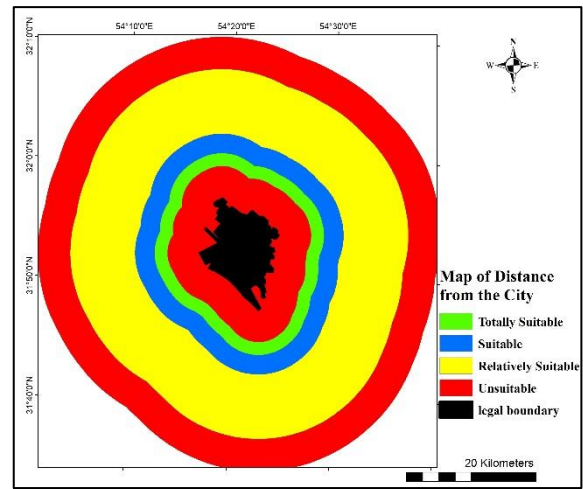 54°10'0"E 54°20'0"E 54°30'0"E
32°10'0"N
32°0'0"N
31°50'0"N
31°40'0"N
N
W E
S
Map of Distance
from the City
Totally Suitable
Suitable
Relatively Suitable
Unsuitable
legal boundary
20 Kilometers